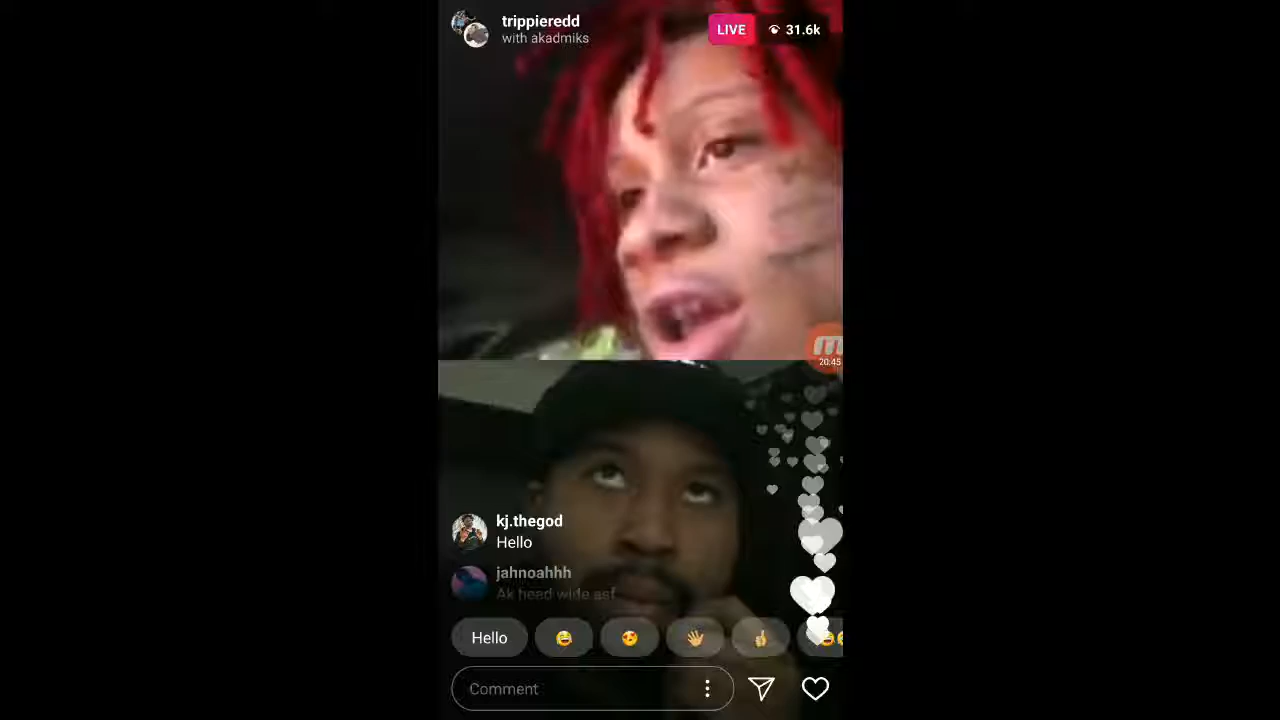 trippieredd
with akadmiks
LIVE
31.6k
20:45
kj.thegod
Hello
jahnoahhh
Ak head wide asf
Hello
Comment